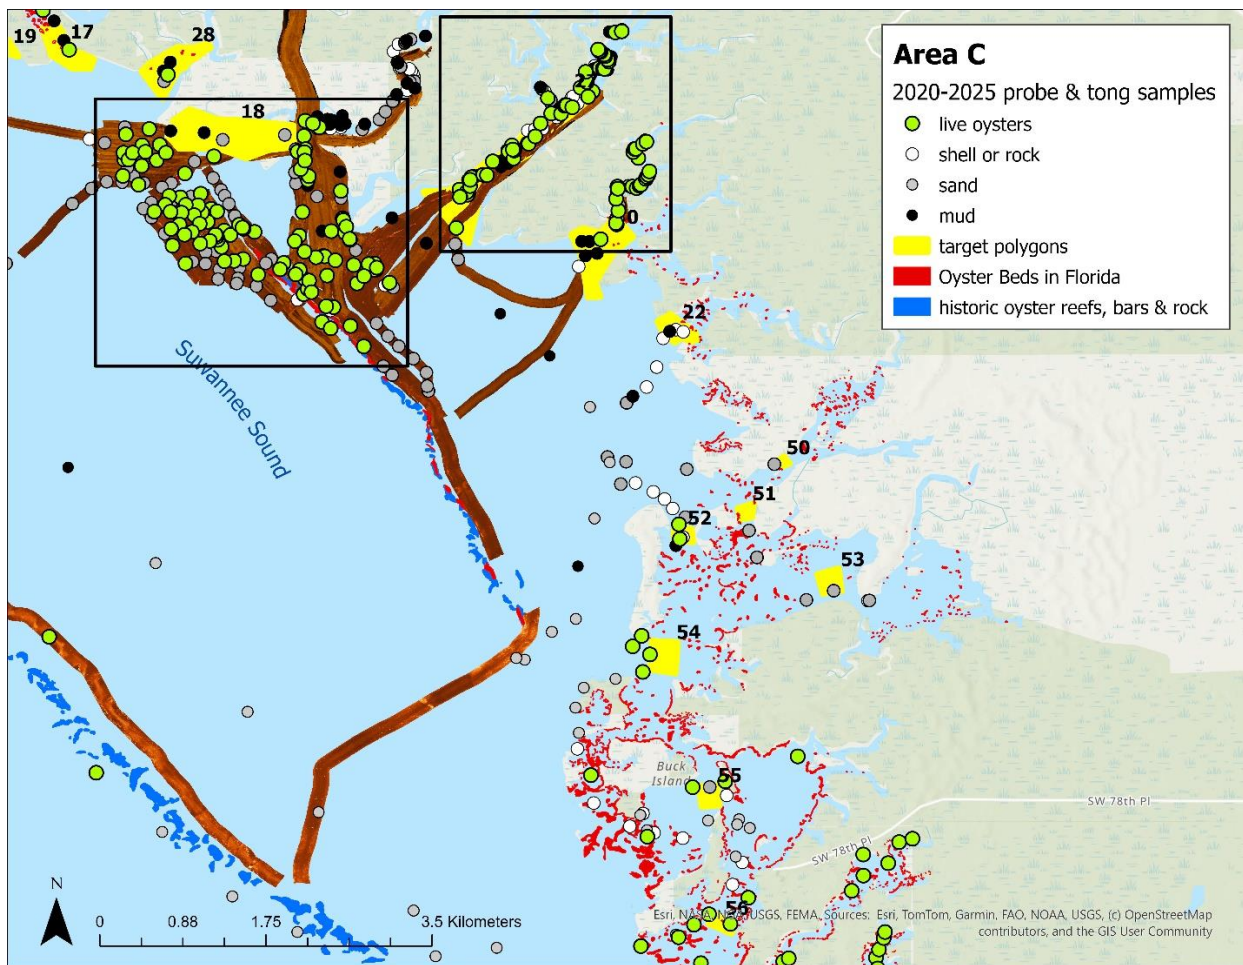 19
17
28
18
0
Area C
2020-2025 probe & tong samples
live oysters
shell or rock
sand
mud
target polygons
Oyster Beds in Florida
historic oyster reefs, bars & rock
22
Suwannee Sound
50
51
52
53
54
Buck
Island
55
SW 78th Pl
SW 78th Pl
56
N
0 0.88 1.75 3.5 Kilometers
Esri, NASA, NGA, USGS, FEMA, Sources: Esri, TomTom, Garmin, FAO, NOAA, USGS, (c) OpenStreetMap
contributors, and the GIS User Community